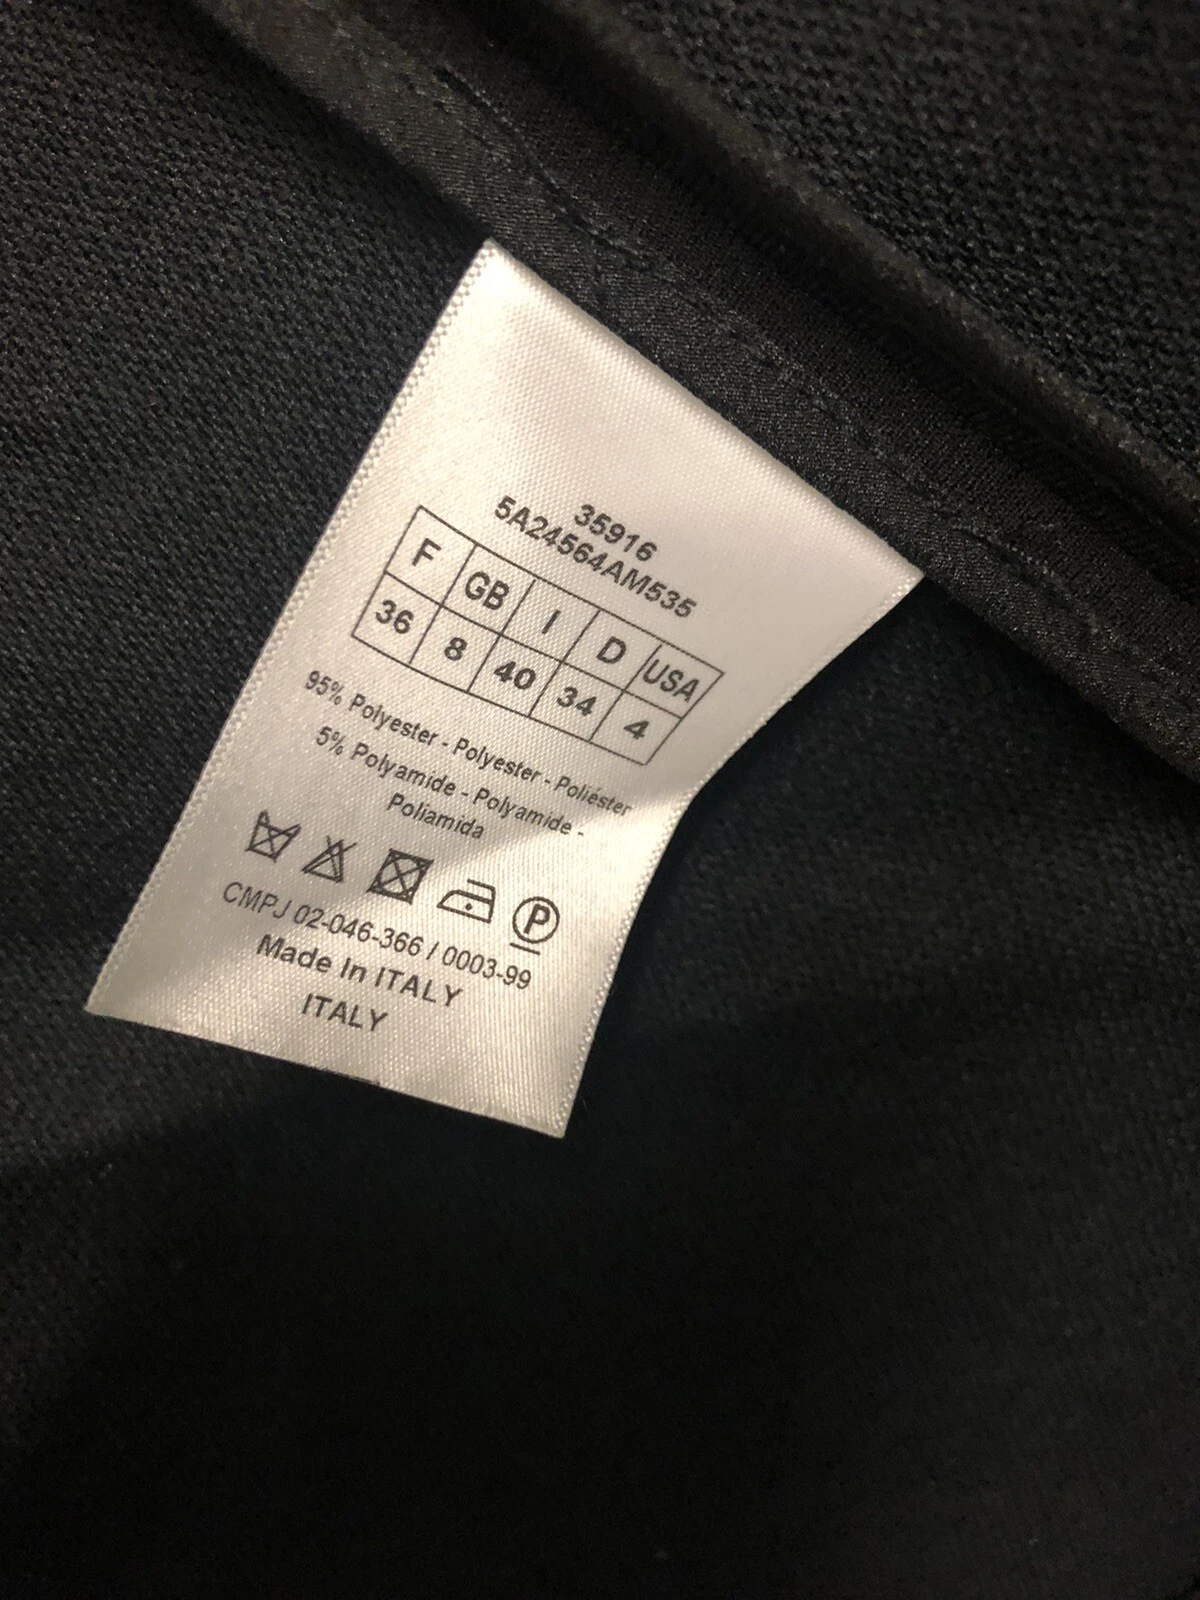 35916
5A24564AM535
F GB I D USA
36 8 40 34 4
95% Polyester - Polyester - Poliéster
5% Polyamide - Polyamide -
Poliamida
P
CMPJ 02-046-366 / 0003-99
Made In ITALY
ITALY